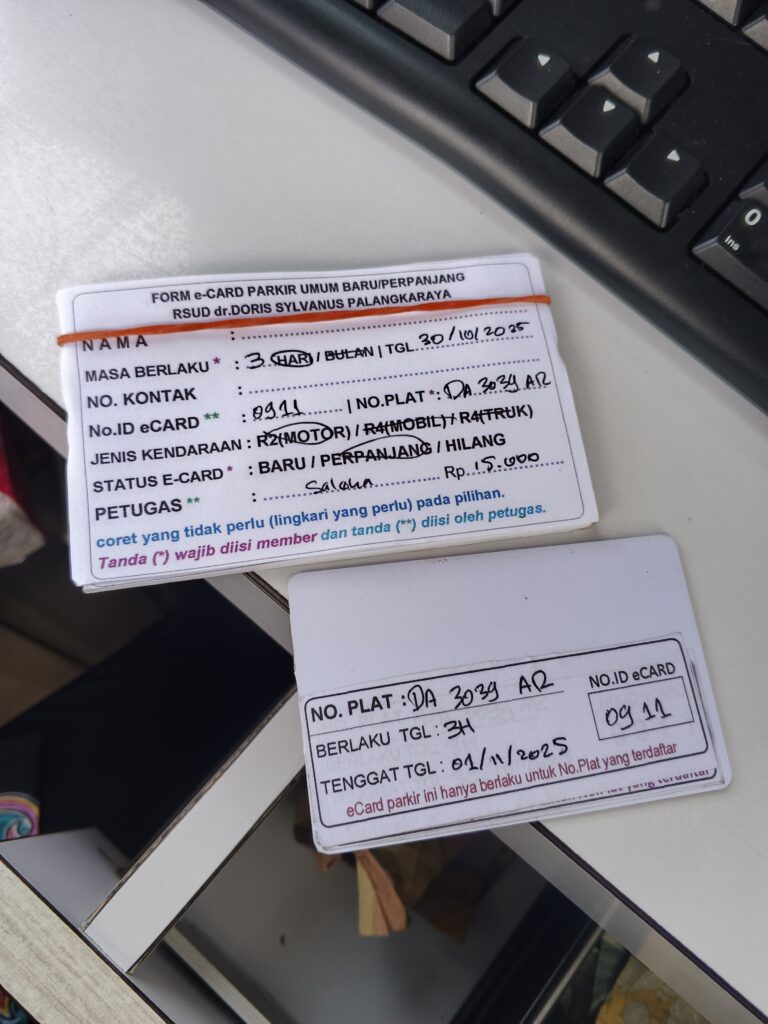 0
Ins
FORM e-CARD PARKIR UMUM BARU/PERPANJANG
RSUD dr.DORIS SYLVANUS PALANGKARAYA
NAMA :
MASA BERLAKU * : 3 HARI / BULAN | TGL 30/10/2025
NO. KONTAK :
No.ID eCARD ** : 0911 | NO.PLAT *: DA 3039 AR
JENIS KENDARAAN : R2(MOTOR) / R4(MOBIL) / R4(TRUK)
STATUS E-CARD * : BARU / PERPANJANG / HILANG
PETUGAS ** : Rp 15.000
coret yang tidak perlu (lingkari yang perlu) pada pilihan.
Tanda (*) wajib diisi member dan tanda (**) diisi oleh petugas.
NO. PLAT : DA 3039 AR
NO.ID eCARD
0911
BERLAKU TGL : 3H
TENGGAT TGL : 01/11/2025
eCard parkir ini hanya berlaku untuk No.Plat yang terdaftar